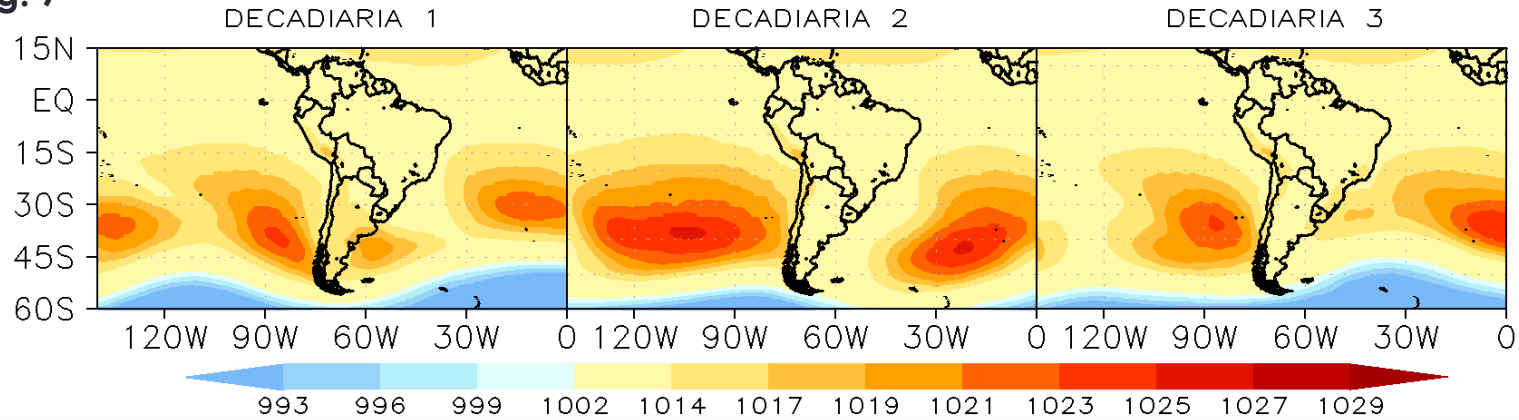 g. 7
DECADIARIA 1 DECADIARIA 2 DECADIARIA 3
15N
EQ
15S
30S
45S
60S
120W 90W 60W 30W 0 120W 90W 60W 30W 0 120W 90W 60W 30W 0
993 996 999 1002 1014 1017 1019 1021 1023 1025 1027 1029